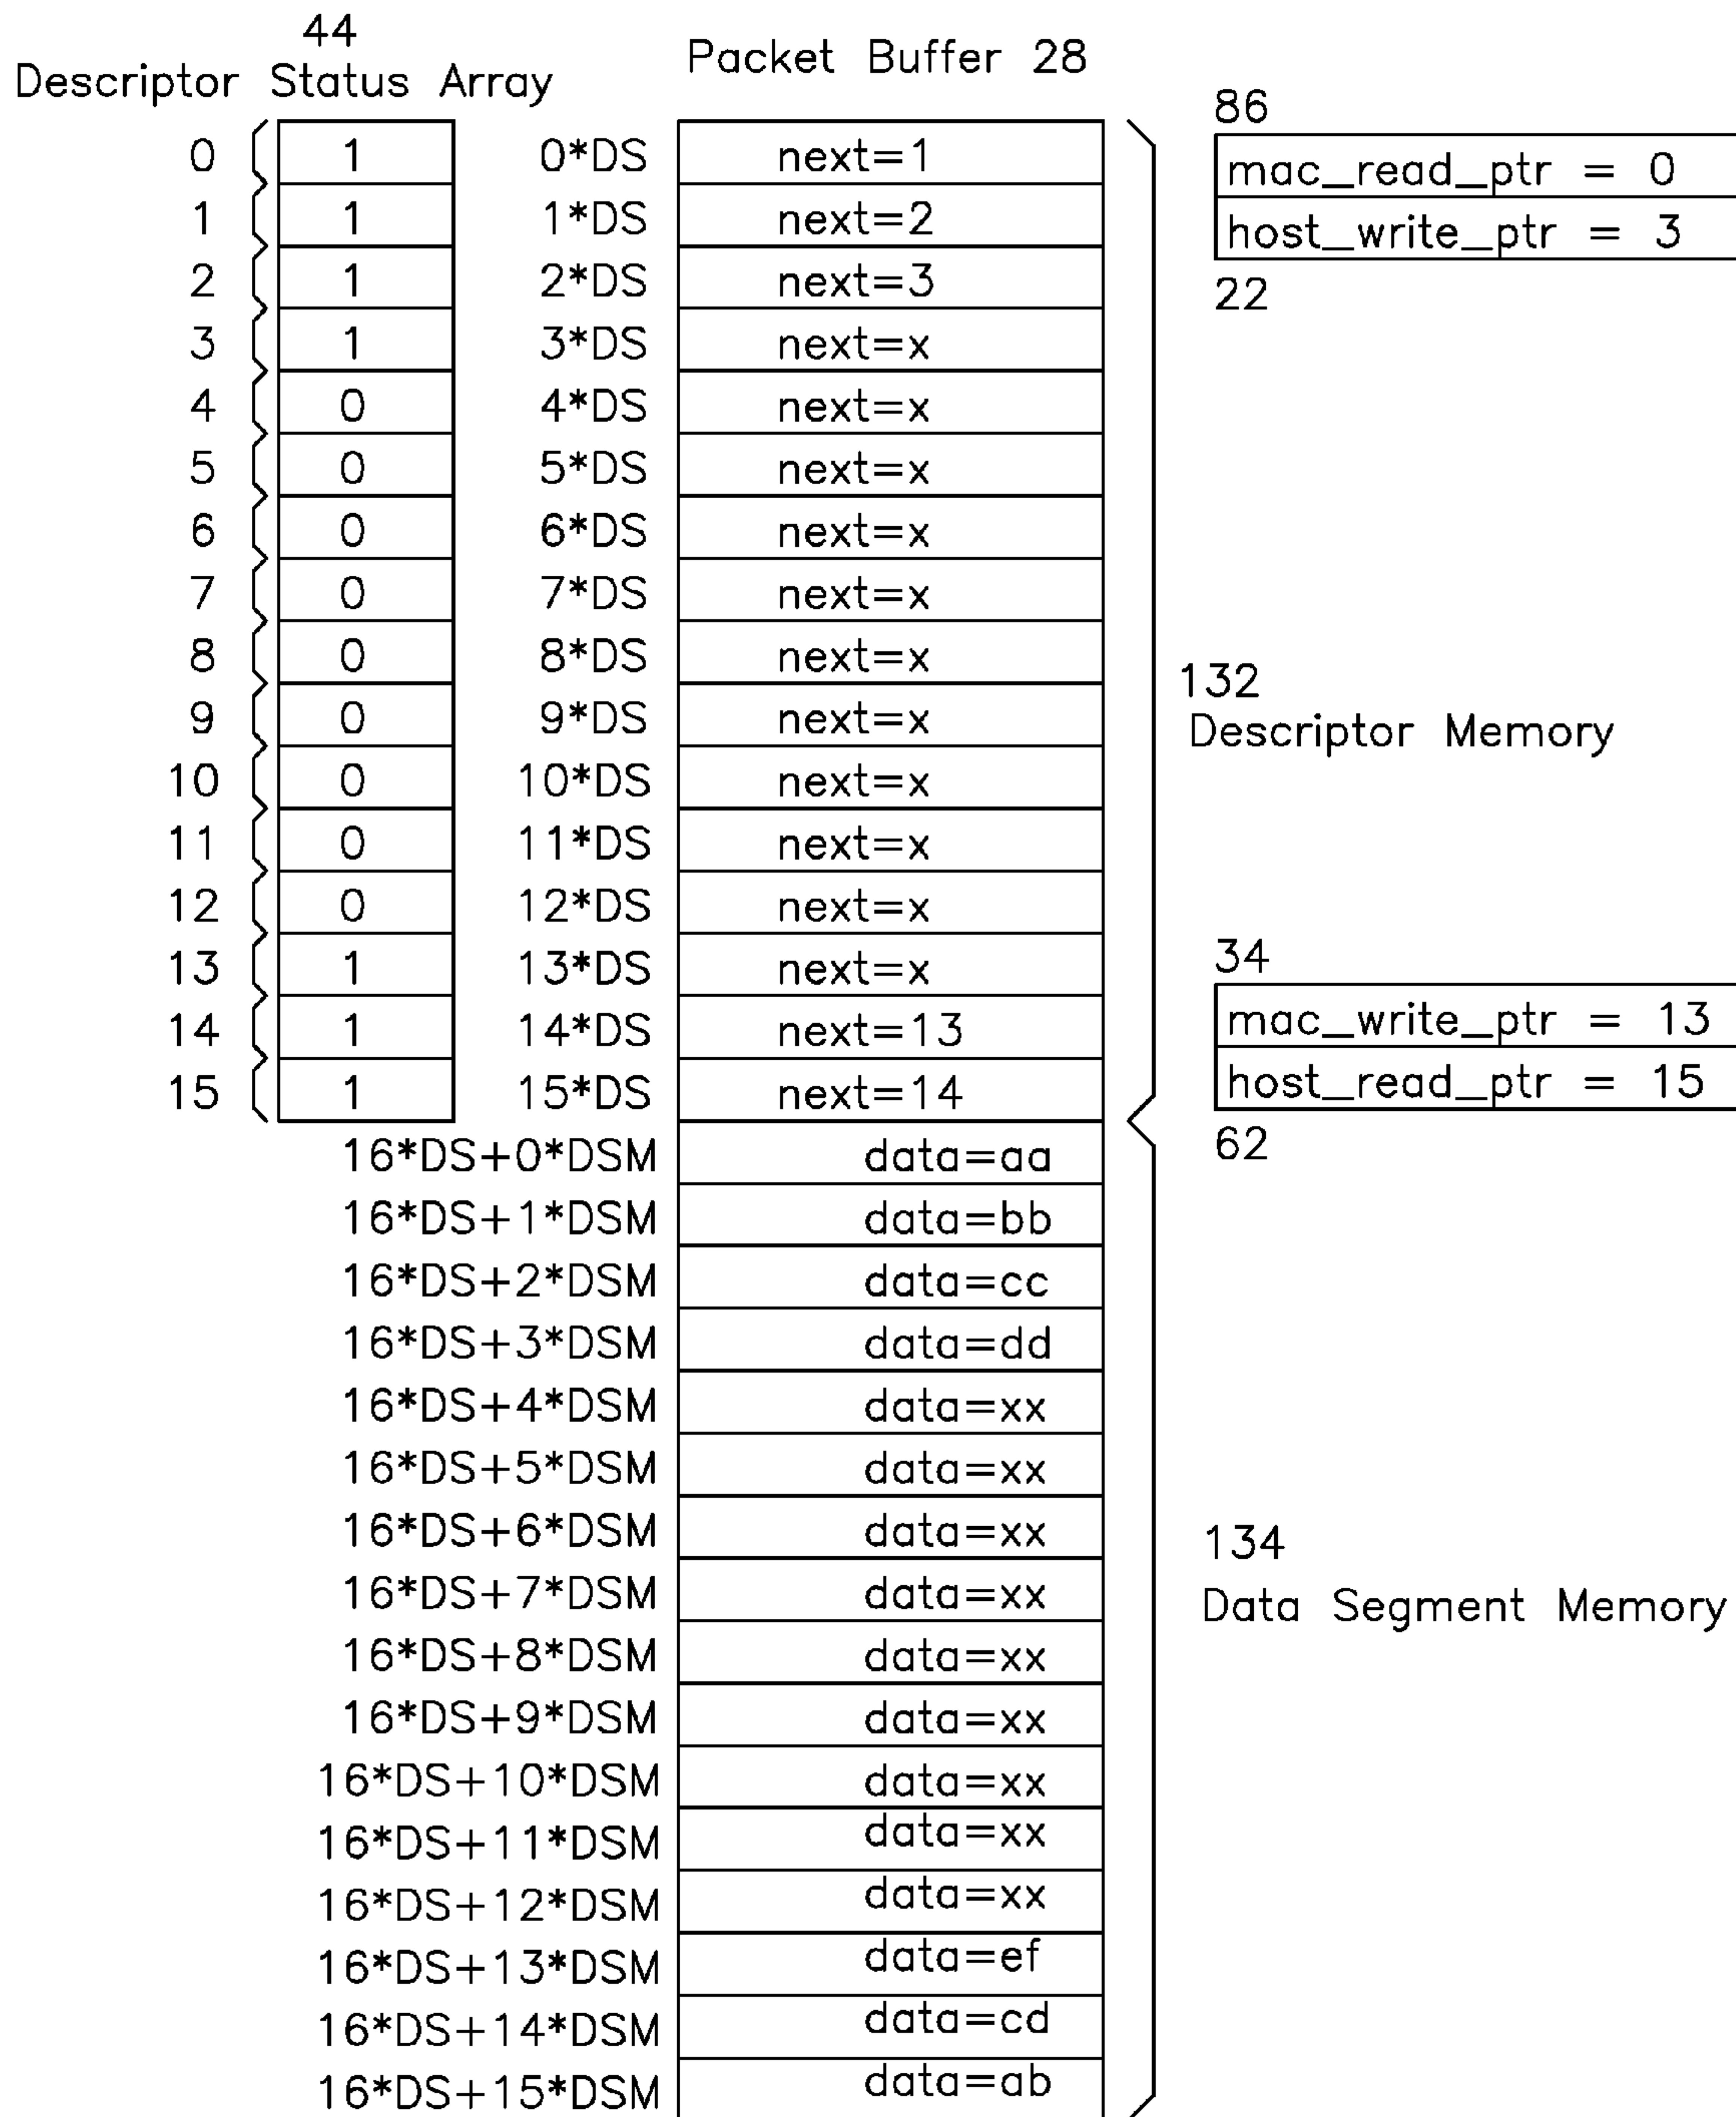 44
Descriptor Status Array
Packet Buffer 28
86
0 1 0*DS next=1
mac_read_ptr = 0
1 1 1*DS next=2
host_write_ptr = 3
2 1 2*DS next=3
22
3 1 3*DS next=x
4 0 4*DS next=x
5 0 5*DS next=x
6 0 6*DS next=x
7 0 7*DS next=x
8 0 8*DS next=x
132
9 0 9*DS next=x
Descriptor Memory
10 0 10*DS next=x
11 0 11*DS next=x
12 0 12*DS next=x
13 1 13*DS next=x
34
14 1 14*DS next=13
mac_write_ptr = 13
15 1 15*DS next=14
host_read_ptr = 15
16*DS+0*DSM data=aa
62
16*DS+1*DSM data=bb
16*DS+2*DSM data=cc
16*DS+3*DSM data=dd
16*DS+4*DSM data=xx
16*DS+5*DSM data=xx
16*DS+6*DSM data=xx
134
16*DS+7*DSM data=xx
Data Segment Memory
16*DS+8*DSM data=xx
16*DS+9*DSM data=xx
16*DS+10*DSM data=xx
16*DS+11*DSM data=xx
16*DS+12*DSM data=xx
16*DS+13*DSM data=ef
16*DS+14*DSM data=cd
16*DS+15*DSM data=ab